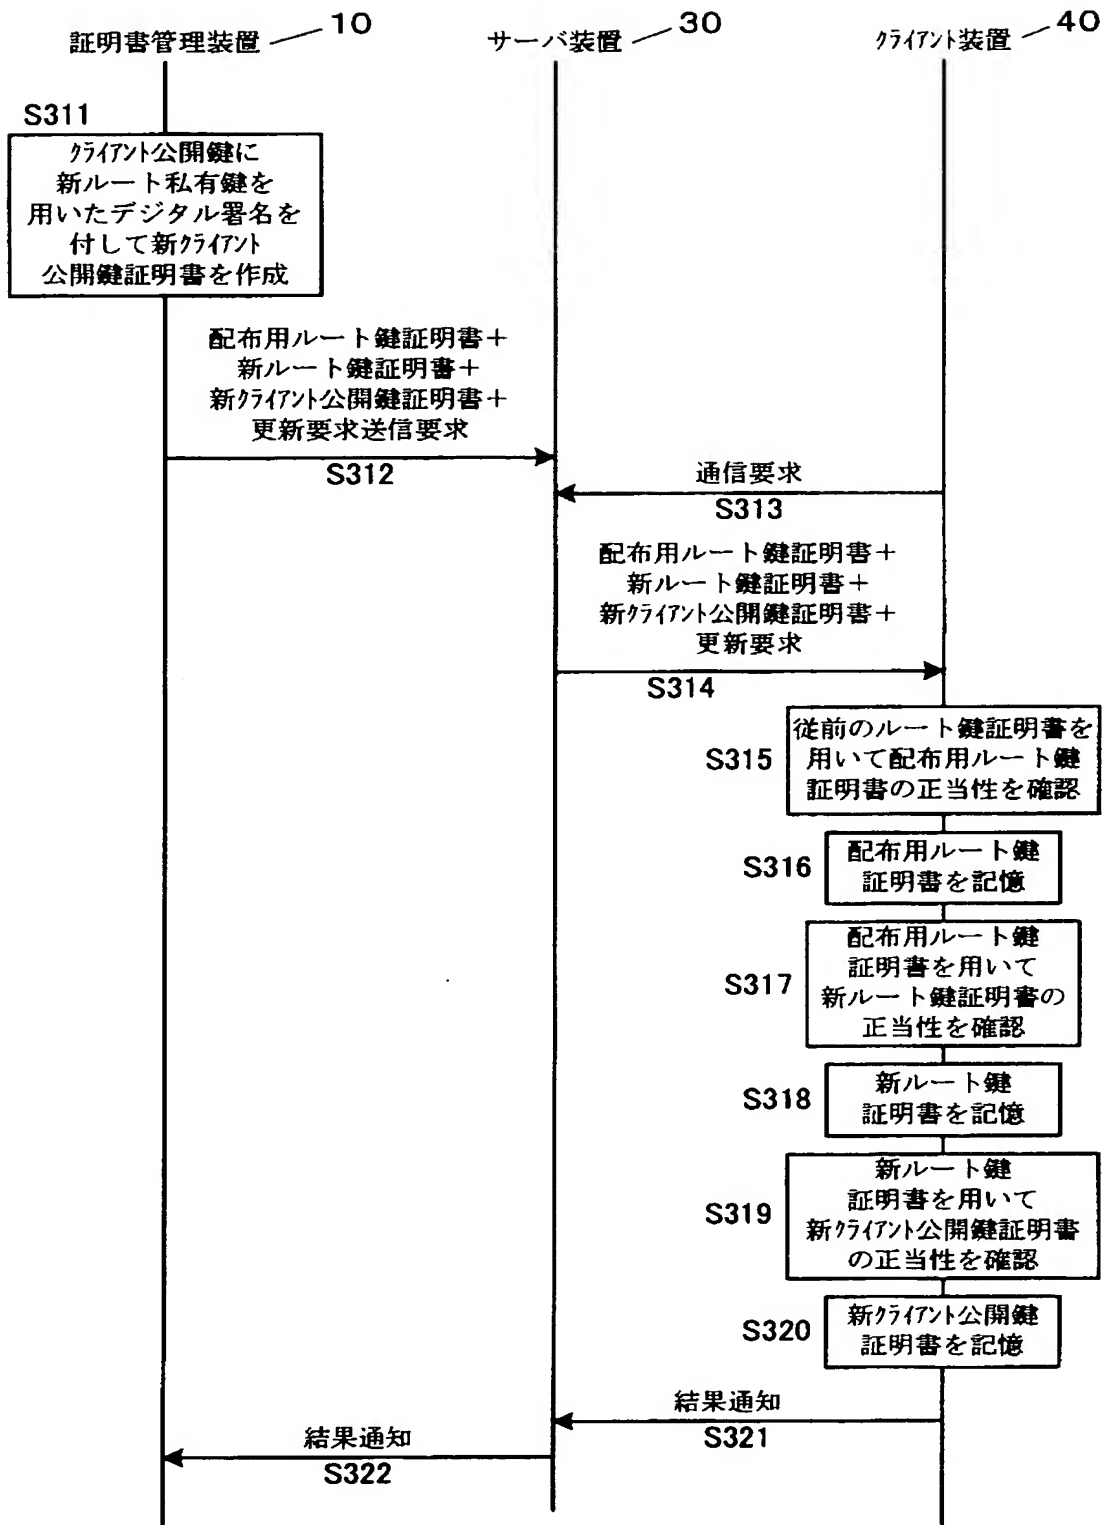 証明書管理装置 10
サーバ装置 30
クライアント装置 40
S311
クライアント公開鍵に
新ルート私有鍵を
用いたデジタル署名を
付して新クライアント
公開鍵証明書を作成
配布用ルート鍵証明書+
新ルート鍵証明書+
新クライアント公開鍵証明書+
更新要求送信要求
S312
通信要求
S313
配布用ルート鍵証明書+
新ルート鍵証明書+
新クライアント公開鍵証明書+
更新要求
S314
S315
従前のルート鍵証明書を
用いて配布用ルート鍵
証明書の正当性を確認
S316
配布用ルート鍵
証明書を記憶
S317
配布用ルート鍵
証明書を用いて
新ルート鍵証明書の
正当性を確認
S318
新ルート鍵
証明書を記憶
S319
新ルート鍵
証明書を用いて
新クライアント公開鍵証明書
の正当性を確認
S320
新クライアント公開鍵
証明書を記憶
結果通知
S321
結果通知
S322